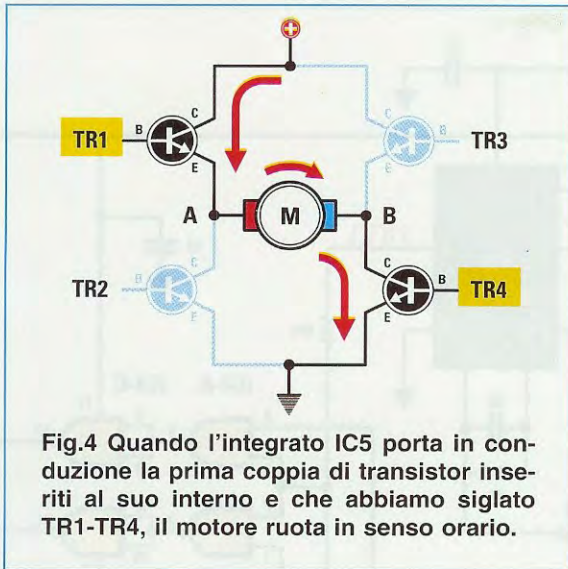 +
C
C
TR1
B
B
TR3
E
E
A
M
B
C
C
TR2
B
B
TR4
E
E
Fig.4 Quando l'integrato IC5 porta in con-
duzione la prima coppia di transistor inse-
riti al suo interno e che abbiamo siglato
TR1-TR4, il motore ruota in senso orario.